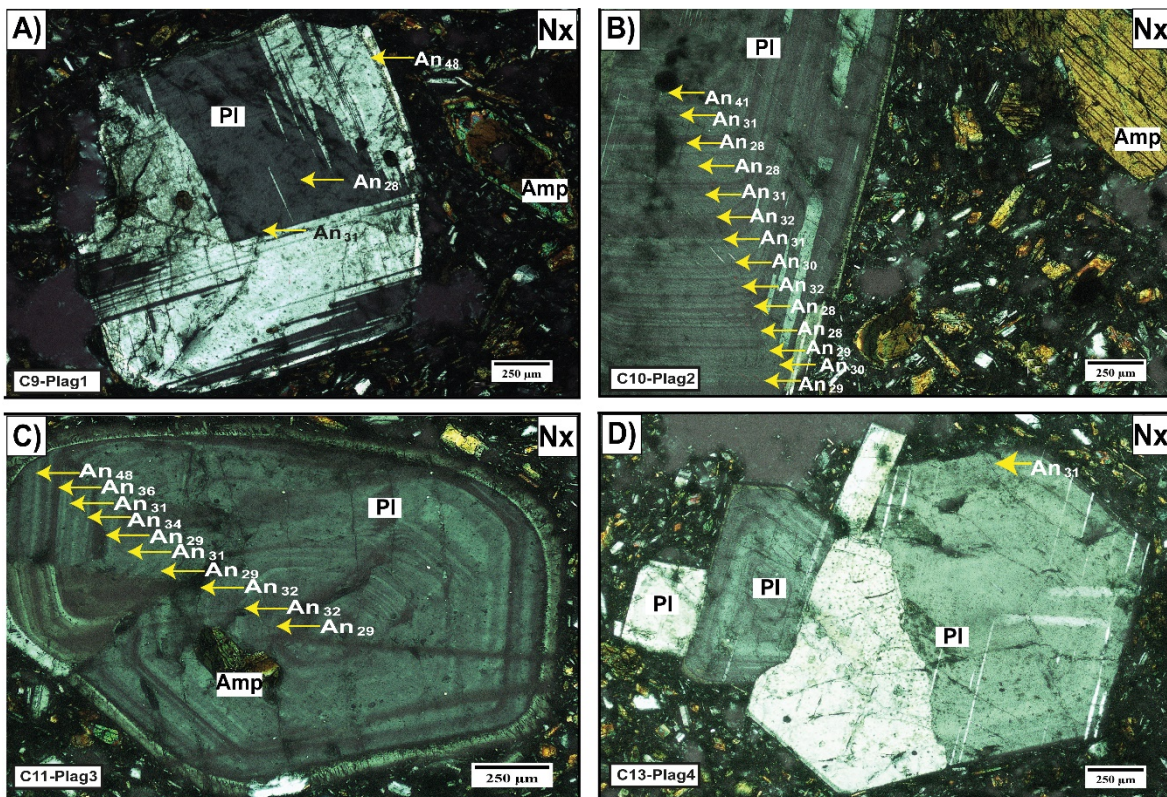 A)
Nx
An48
Pl
An28
Amp
An31
250 µm
C9-Plag1
B)
Pl
Nx
An41
An31
An28
Amp
An28
An31
An32
An31
An30
An32
An28
An28
An29
An30
An29
250 µm
C10-Plag2
C)
Nx
An48
An36
Pl
An31
An34
An29
An31
An29
An32
An32
An29
Amp
C11-Plag3
250 µm
D)
Nx
An31
Pl
Pl
Pl
C13-Plag4
250 µm